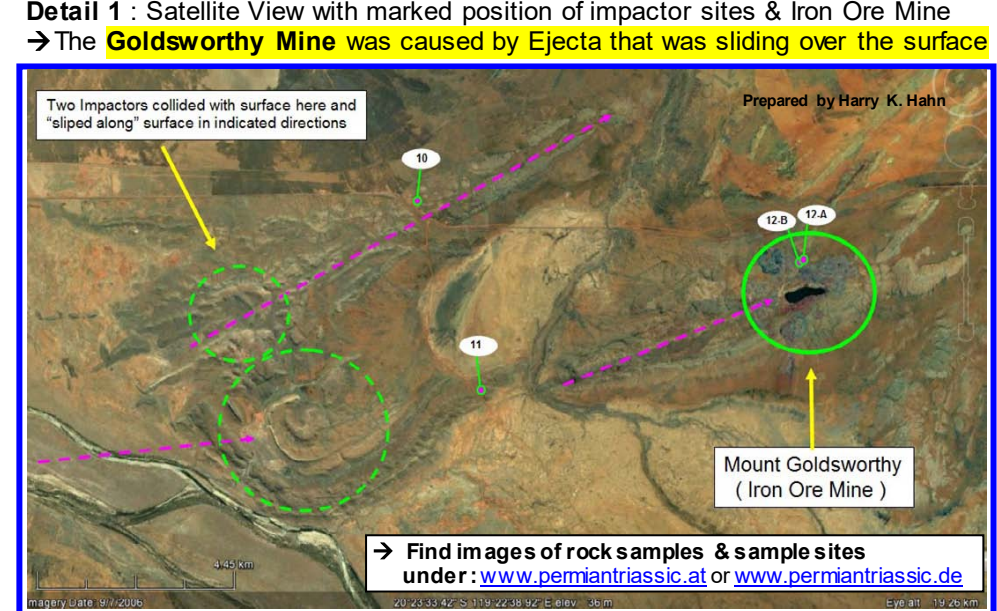 Detail 1 : Satellite View with marked position of impactor sites & Iron Ore Mine
→ The Goldsworthy Mine was caused by Ejecta that was sliding over the surface
Two Impactors collided with surface here and
“sliped along” surface in indicated directions
Prepared by Harry K. Hahn
10
12-B
12-A
11
Mount Goldsworthy
( Iron Ore Mine )
→ Find images of rock samples & sample sites
under : www.permiantriassic.at or www.permiantriassic.de
4.45 km
magery Date: 9/7/2006
20°23'33.42" S 119°22'38.92" E elev 36 m
Eye alt 19.26 km